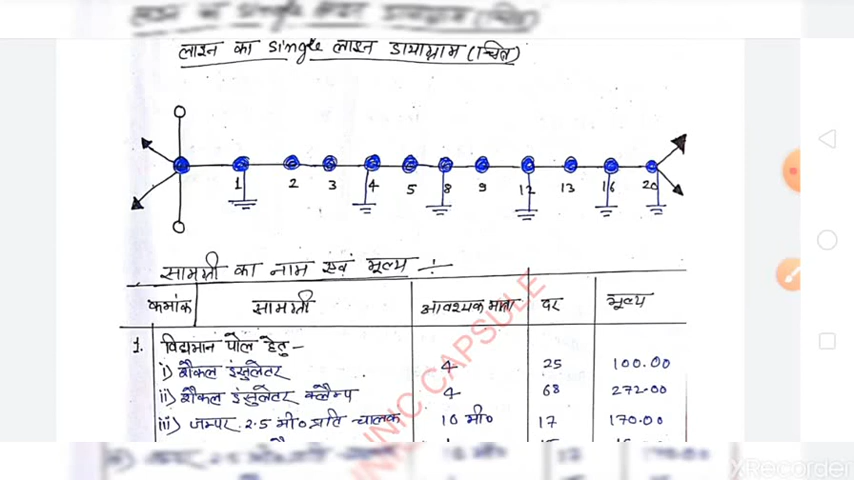 लाइन का single लाइन डायाग्राम (चित्र)
1 2 3 4 5 8 9 12 13 16 20
सामग्री का नाम एवं मूल्य :-
क्रमांक सामग्री आवश्यक मात्रा दर मूल्य
1. विद्यमान पोल हेतु -
i) शैकल इंसुलेटर 4 25 100.00
ii) शैकल इंसुलेटर क्लैम्प 4 68 272.00
iii) जम्पर 2.5 मी० प्रति चालक 10 मी० 17 170.00
CAPSULE
XRecorder